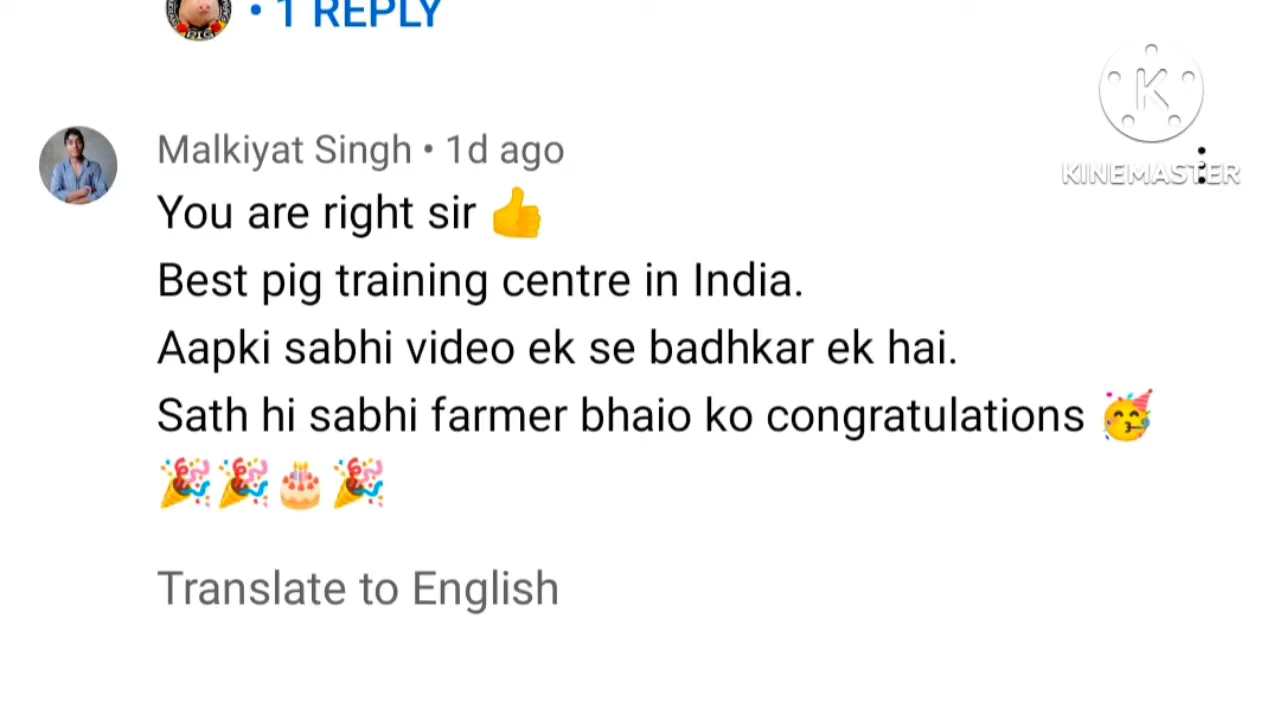 PIG
• 1 REPLY
KINEMASTER
Malkiyat Singh • 1d ago
You are right sir 👍
Best pig training centre in India.
Aapki sabhi video ek se badhkar ek hai.
Sath hi sabhi farmer bhaio ko congratulations 🥳
🎉🎉🎂🎉
Translate to English